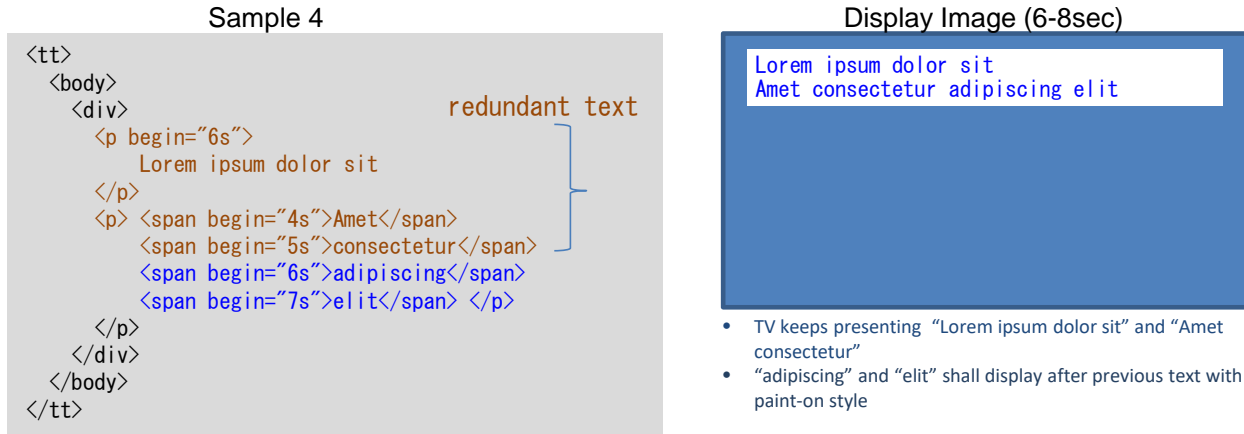 Sample 4
<tt>
<body>
<div>
redundant text
<p begin="6s">
Lorem ipsum dolor sit
</p>
<p> <span begin="4s">Amet</span>
<span begin="5s">consectetur</span>
<span begin="6s">adipiscing</span>
<span begin="7s">elit</span> </p>
</p>
</div>
</body>
</tt>
Display Image (6-8sec)
Lorem ipsum dolor sit
Amet consectetur adipiscing elit
• TV keeps presenting “Lorem ipsum dolor sit” and “Amet
consectetur”
• “adipiscing” and “elit” shall display after previous text with
paint-on style